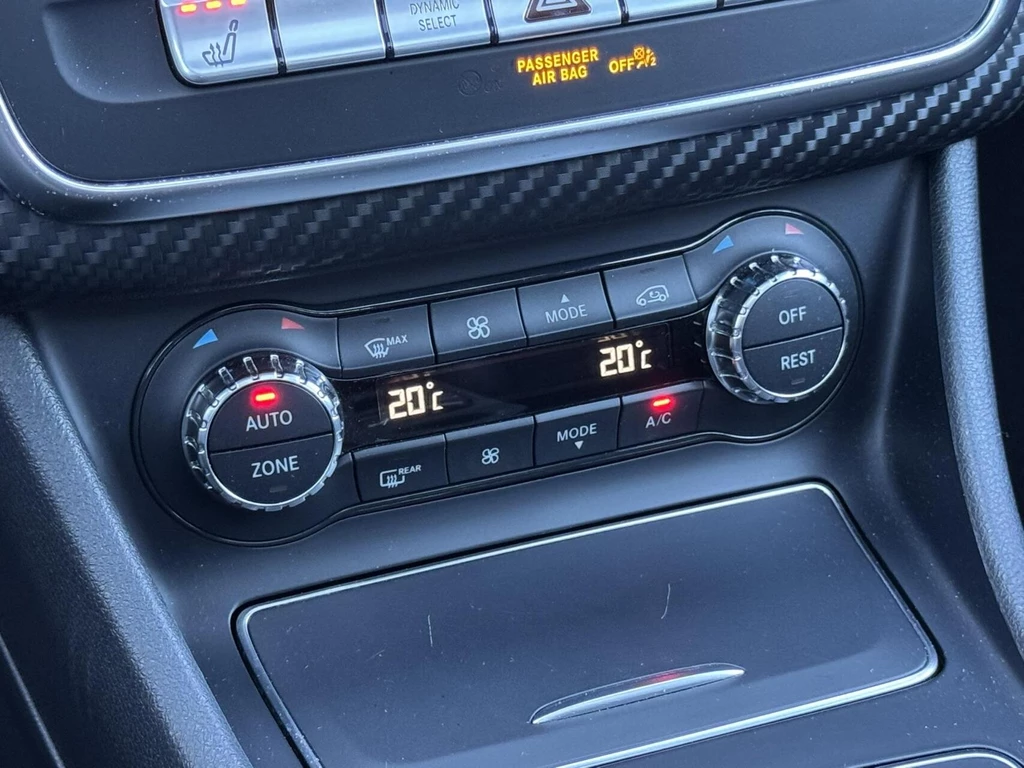 DYNAMIC
SELECT
PASSENGER
AIR BAG
OFF
MAX
MODE
OFF
REST
20°C
20°C
AUTO
ZONE
REAR
MODE
A/C